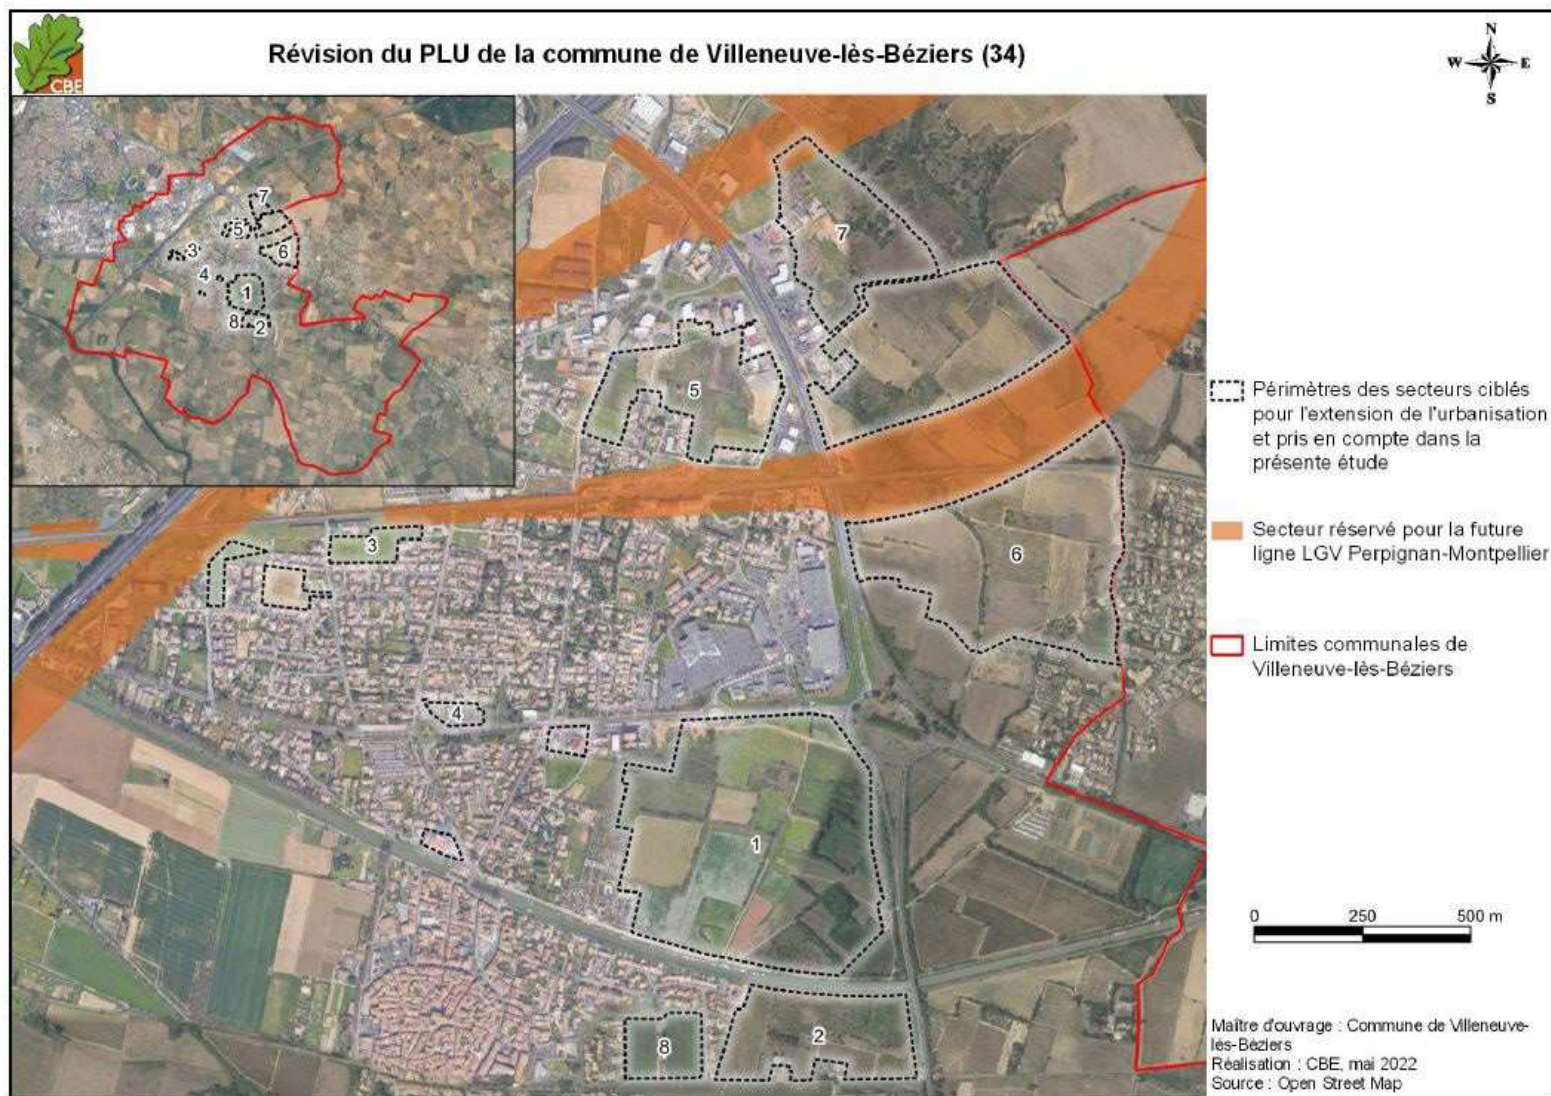 Révision du PLU de la commune de Villeneuve-lès-Béziers (34)
CBE
N
W E
S
7
5
3
6
4
1
8
2
7
5
3
6
4
1
8
2
Périmètres des secteurs ciblés
pour l'extension de l'urbanisation
et pris en compte dans la
présente étude
Secteur réservé pour la future
ligne LGV Perpignan-Montpellier
Limites communales de
Villeneuve-lès-Béziers
0 250 500 m
Maître d'ouvrage : Commune de Villeneuve-
lès-Béziers
Réalisation : CBE, mai 2022
Source : Open Street Map